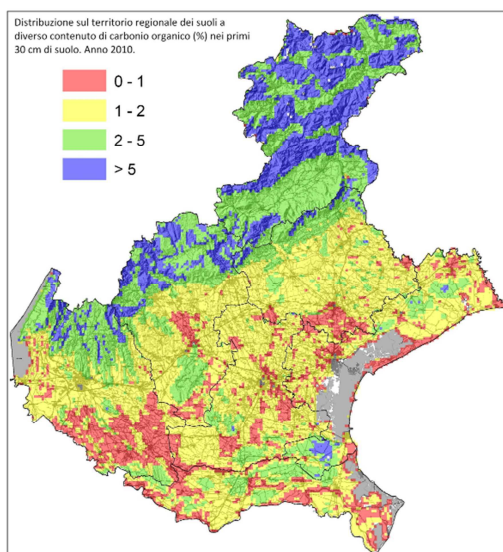 Distribuzione sul territorio regionale dei suoli a
diverso contenuto di carbonio organico (%) nei primi
30 cm di suolo. Anno 2010.
0 - 1
1 - 2
2 - 5
> 5